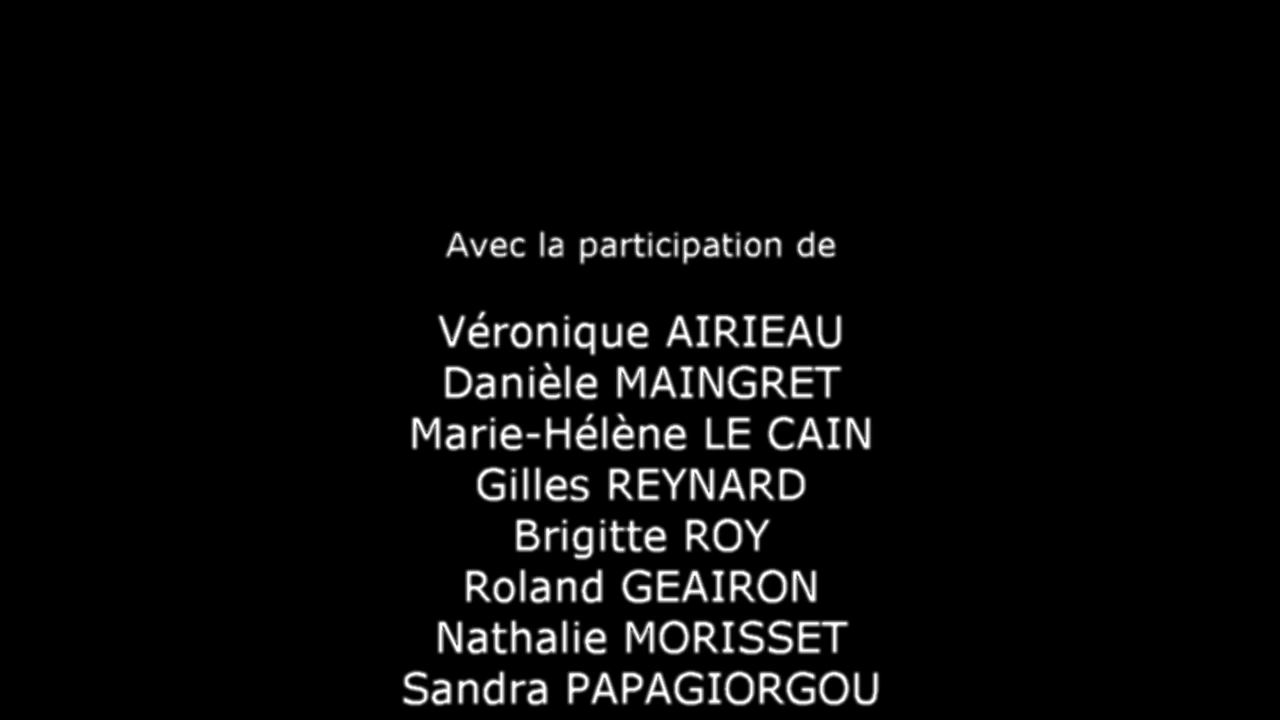 Avec la participation de
Véronique AIRIEAU
Danièle MAINGRET
Marie-Hélène LE CAIN
Gilles REYNARD
Brigitte ROY
Roland GEAIRON
Nathalie MORISSET
Sandra PAPAGIORGOU